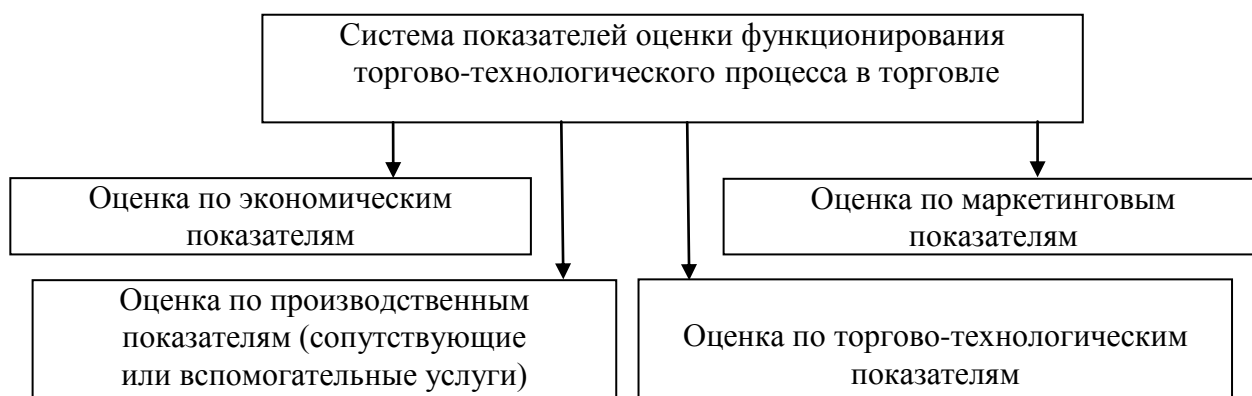 Система показателей оценки функционирования
торгово-технологического процесса в торговле
Оценка по экономическим
показателям
Оценка по маркетинговым
показателям
Оценка по производственным
показателям (сопутствующие
или вспомогательные услуги)
Оценка по торгово-технологическим
показателям